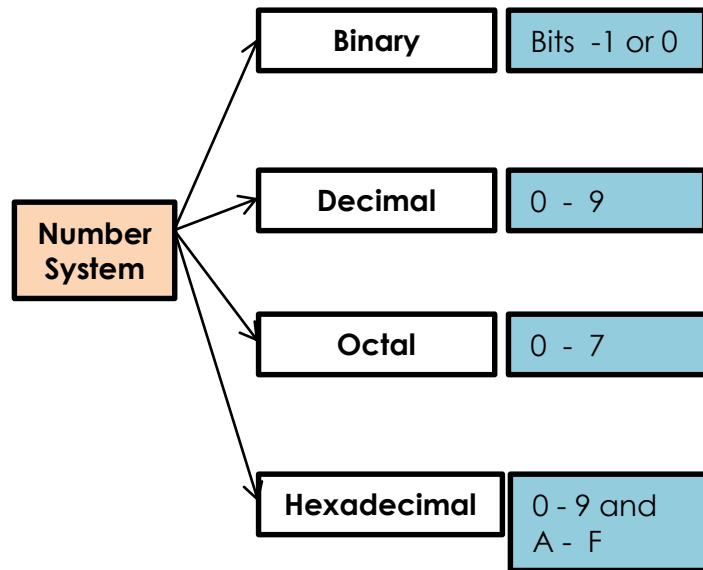 Binary
Bits -1 or 0
Decimal
0 - 9
Number
System
Octal
0 - 7
Hexadecimal
0 - 9 and
A - F